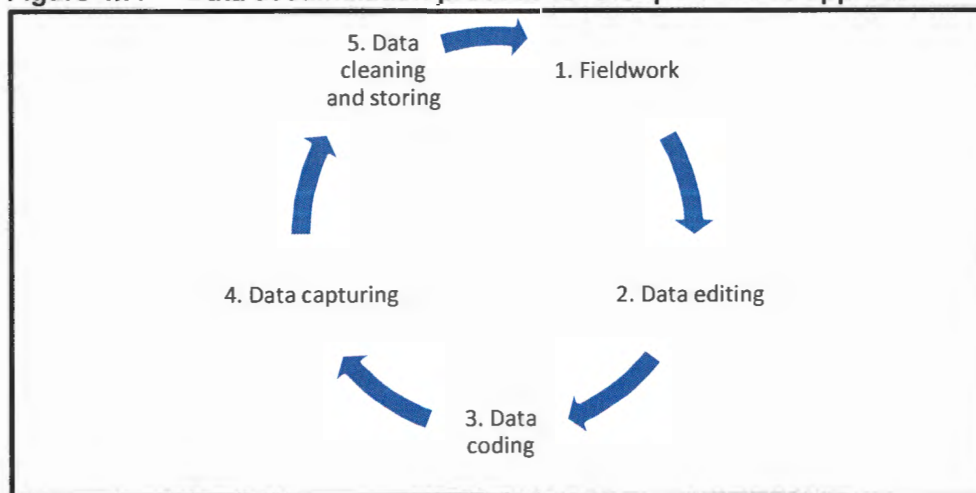 5. Data
cleaning
and storing
1. Fieldwork
4. Data capturing
2. Data editing
3. Data
coding